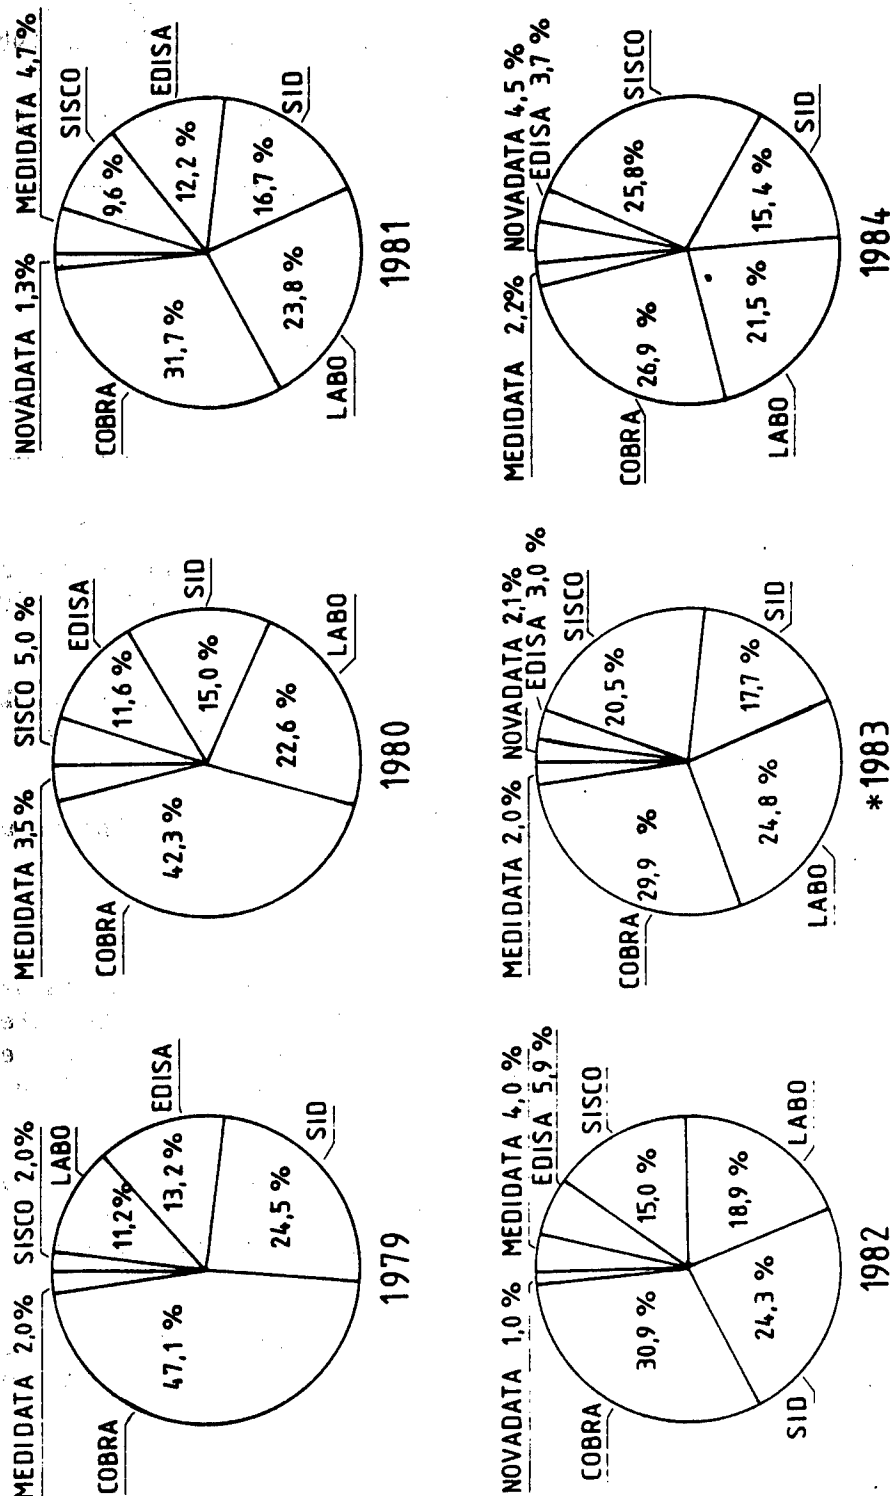 MEDIDATA 2,0%
SISCO 2,0%
LABO
11,2%
EDISA
13,2 %
SID
24,5 %
COBRA
47,1 %
1979
MEDIDATA 3,5 %
SISCO 5,0 %
EDISA
11,6 %
SID
15,0 %
LABO
22,6 %
COBRA
42,3 %
1980
NOVADATA 1,3%
MEDIDATA 4,7%
SISCO
9,6 %
EDISA
12,2 %
SID
16,7 %
LABO
23,8 %
COBRA
31,7 %
1981
NOVADATA 1,0 %
MEDIDATA 4,0 %
EDISA 5,9 %
SISCO
15,0 %
LABO
18,9 %
SID
24,3 %
COBRA
30,9 %
1982
MEDIDATA 2,0%
NOVADATA 2,1%
EDISA 3,0 %
SISCO
20,5 %
SID
17,7 %
LABO
24,8 %
COBRA
29,9 %
*1983
MEDIDATA 2,2%
NOVADATA 4,5 %
EDISA 3,7 %
SISCO
25,8%
SID
15,4 %
LABO
21,5 %
COBRA
26,9 %
1984